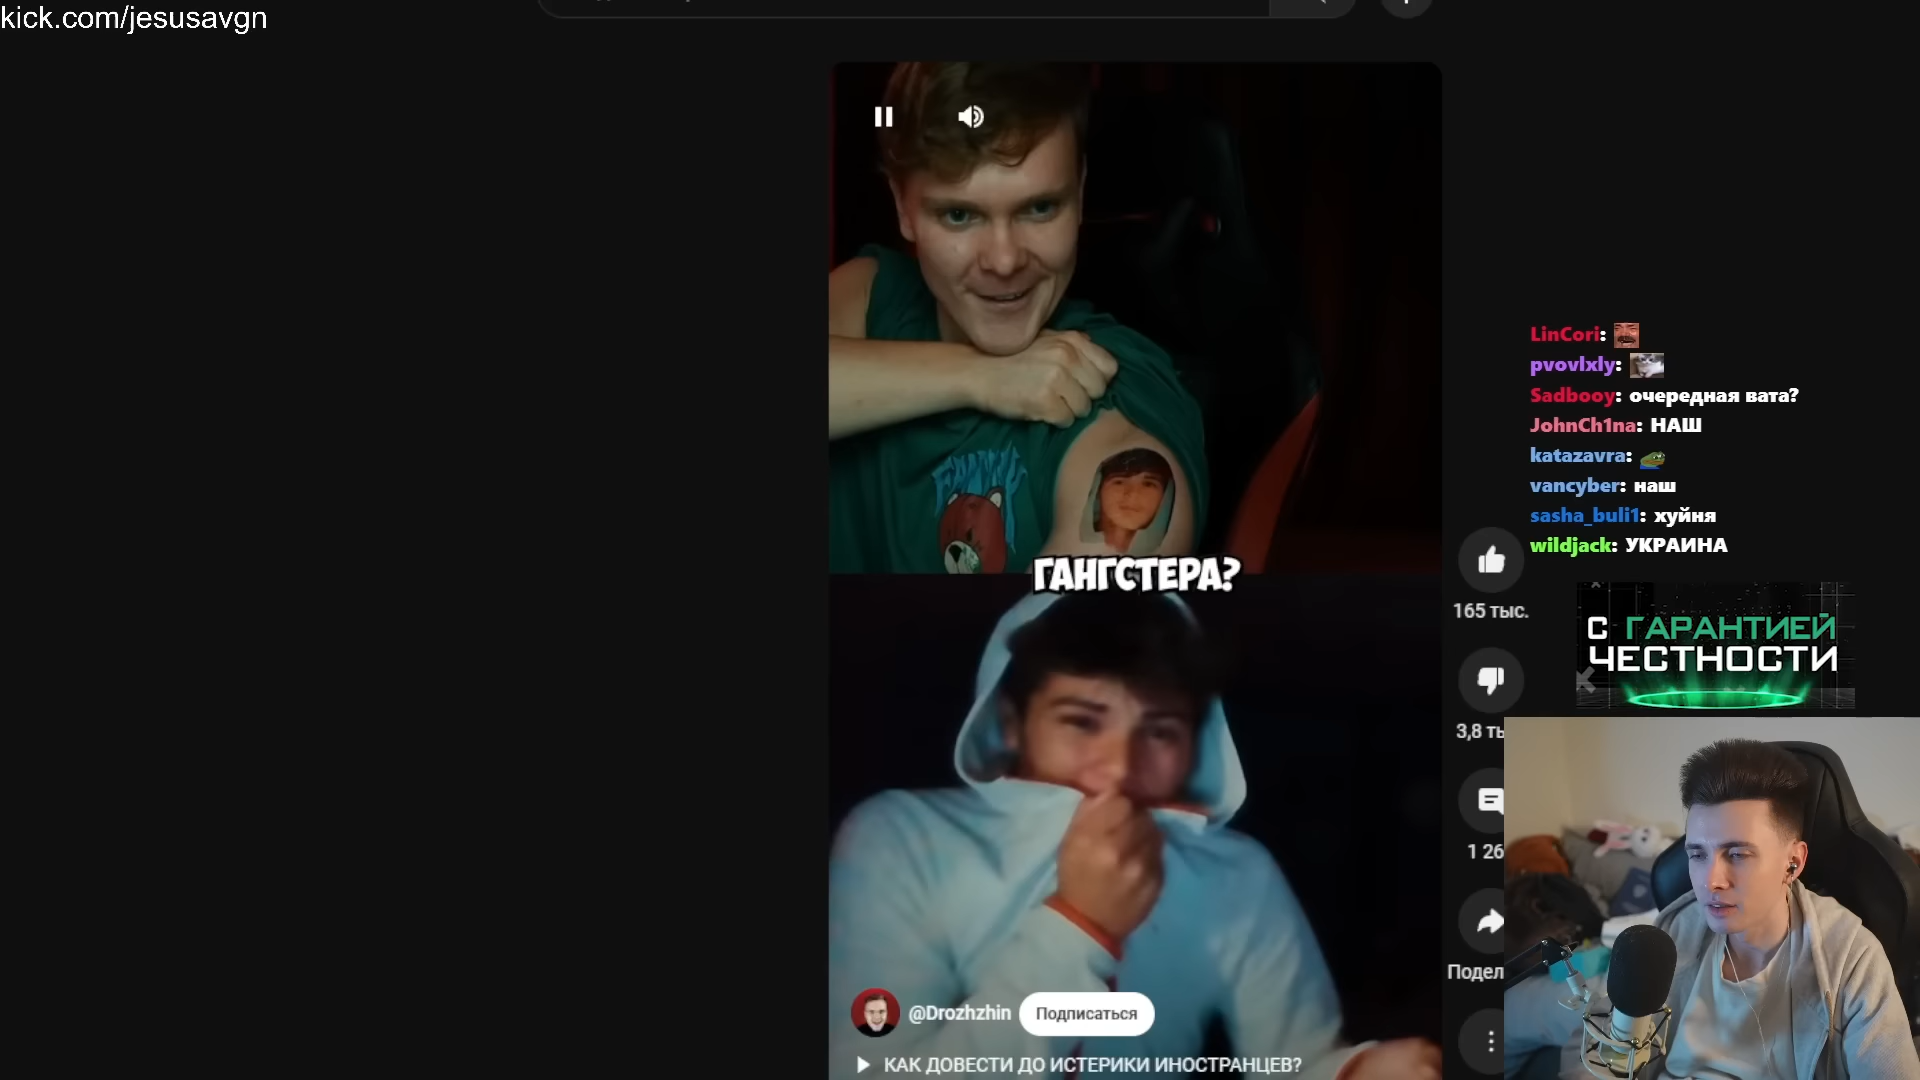 kick.com/jesusavgn
LinCori:
pvovlxly:
Sadbooy: очередная вата?
JohnCh1na: НАШ
katazavra:
vancyber: наш
sasha_buli1: хуйня
wildjack: УКРАИНА
ГАНГСТЕРА?
165 тыс.
С ГАРАНТИЕЙ
ЧЕСТНОСТИ
3,8 ты
1 26
Подел
@Drozhzhin
Подписаться
КАК ДОВЕСТИ ДО ИСТЕРИКИ ИНОСТРАНЦЕВ?